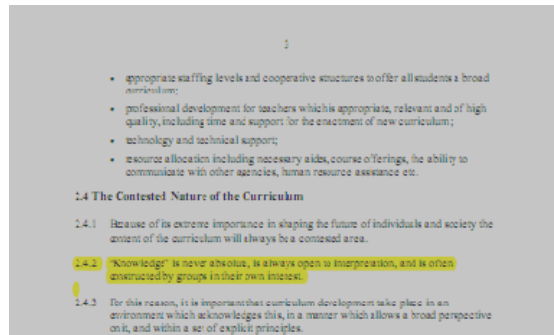 3
• appropriate staffing levels and cooperative structures to offer all students a broad
curriculum;
• professional development for teachers which is appropriate, relevant and of high
quality, including time and support for the enactment of new curriculum;
• technology and technical support;
• resource allocation including necessary aides, course offerings, the ability to
communicate with other agencies, human resource assistance etc.
2.4 The Contested Nature of the Curriculum
2.4.1 Because of its extreme importance in shaping the future of individuals and society the
content of the curriculum will always be a contested area.
2.4.2 "Knowledge" is never absolute, is always open to interpretation, and is often
constructed by groups in their own interest.
2.4.3 For this reason, it is important that curriculum development take place in an
environment which acknowledges this, in a manner which allows a broad perspective
on it, and within a set of explicit principles.